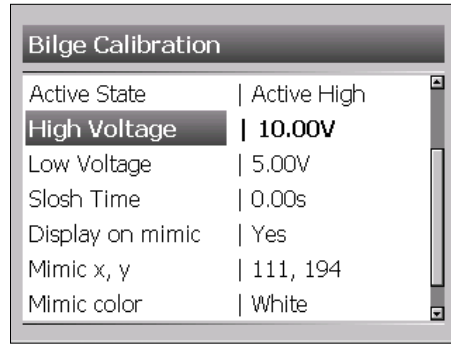 Bilge Calibration
Active State | Active High
High Voltage | 10.00V
Low Voltage | 5.00V
Slosh Time | 0.00s
Display on mimic | Yes
Mimic x, y | 111, 194
Mimic color | White